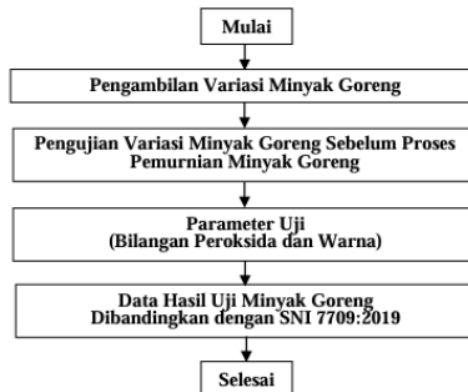 Mulai
Pengambilan Variasi Minyak Goreng
Pengujian Variasi Minyak Goreng Sebelum Proses
Pemurnian Minyak Goreng
Parameter Uji
(Bilangan Peroksida dan Warna)
Data Hasil Uji Minyak Goreng
Dibandingkan dengan SNI 7709:2019
Selesai